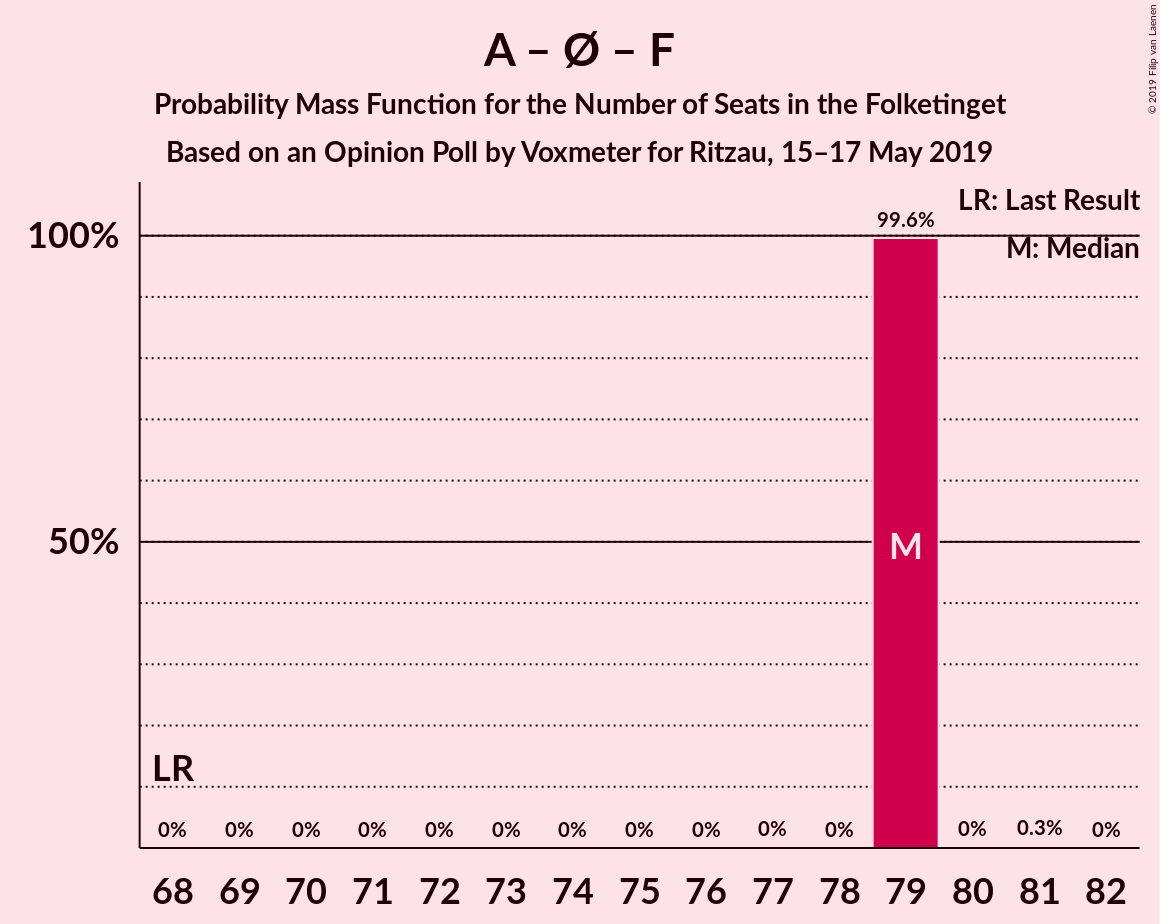 A – Ø – F
Probability Mass Function for the Number of Seats in the Folketinget
Based on an Opinion Poll by Voxmeter for Ritzau, 15–17 May 2019
© 2019 Filip van Laenen
LR: Last Result
M: Median
100%
50%
99.6%
M
LR
0% 0% 0% 0% 0% 0% 0% 0% 0% 0% 0% 0% 0.3% 0%
68 69 70 71 72 73 74 75 76 77 78 79 80 81 82